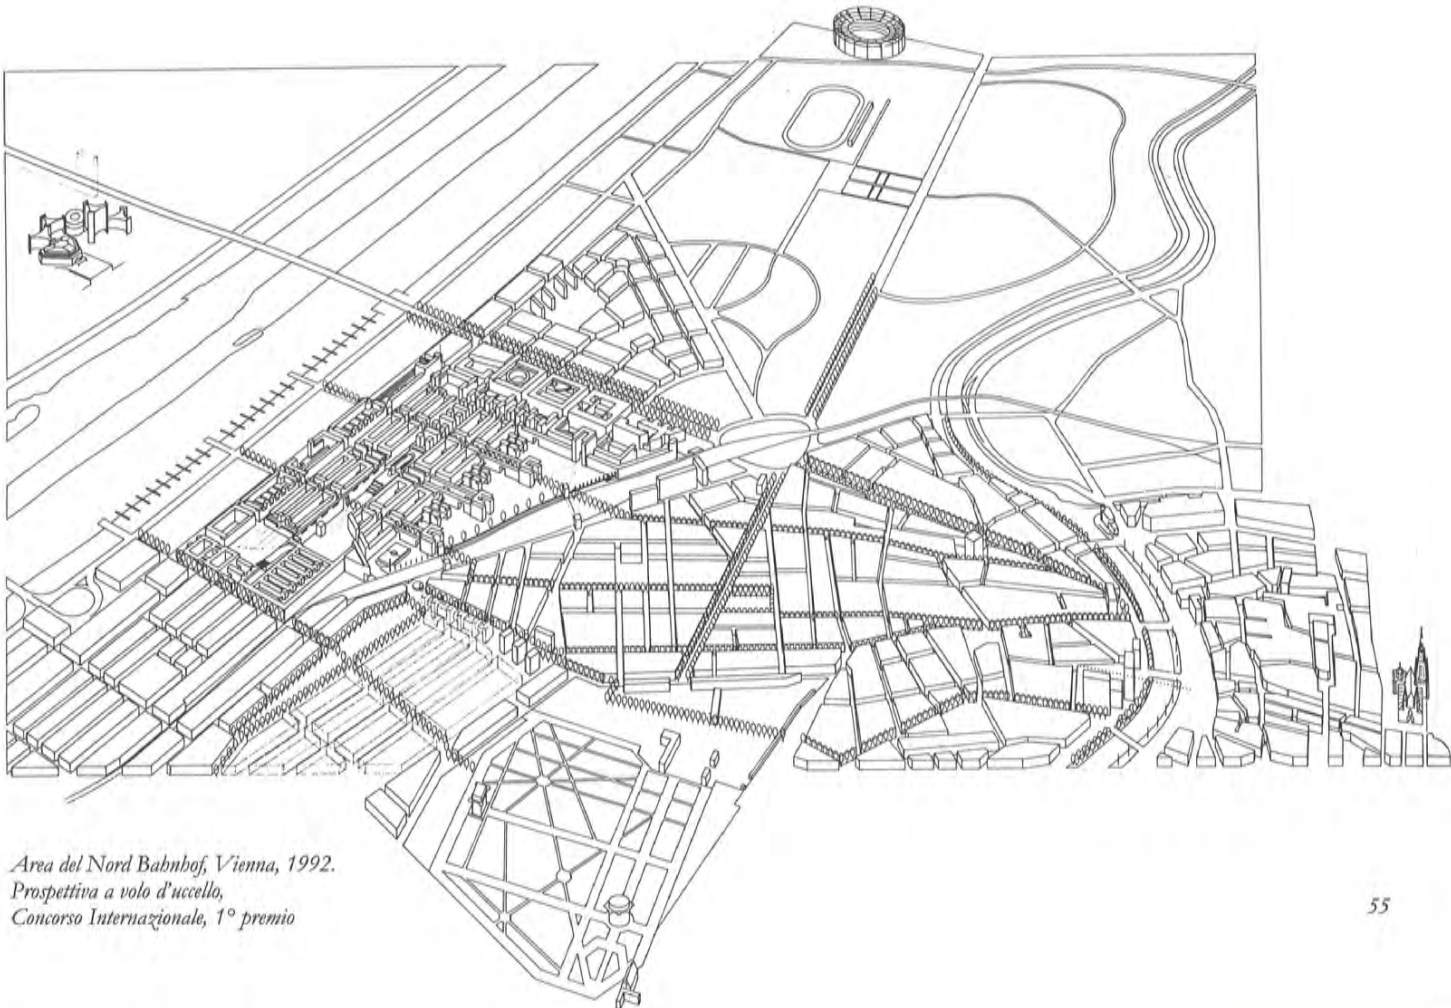 Area del Nord Bahnhof, Vienna, 1992.
Prospettiva a volo d'uccello,
Concorso Internazionale, 1° premio
55